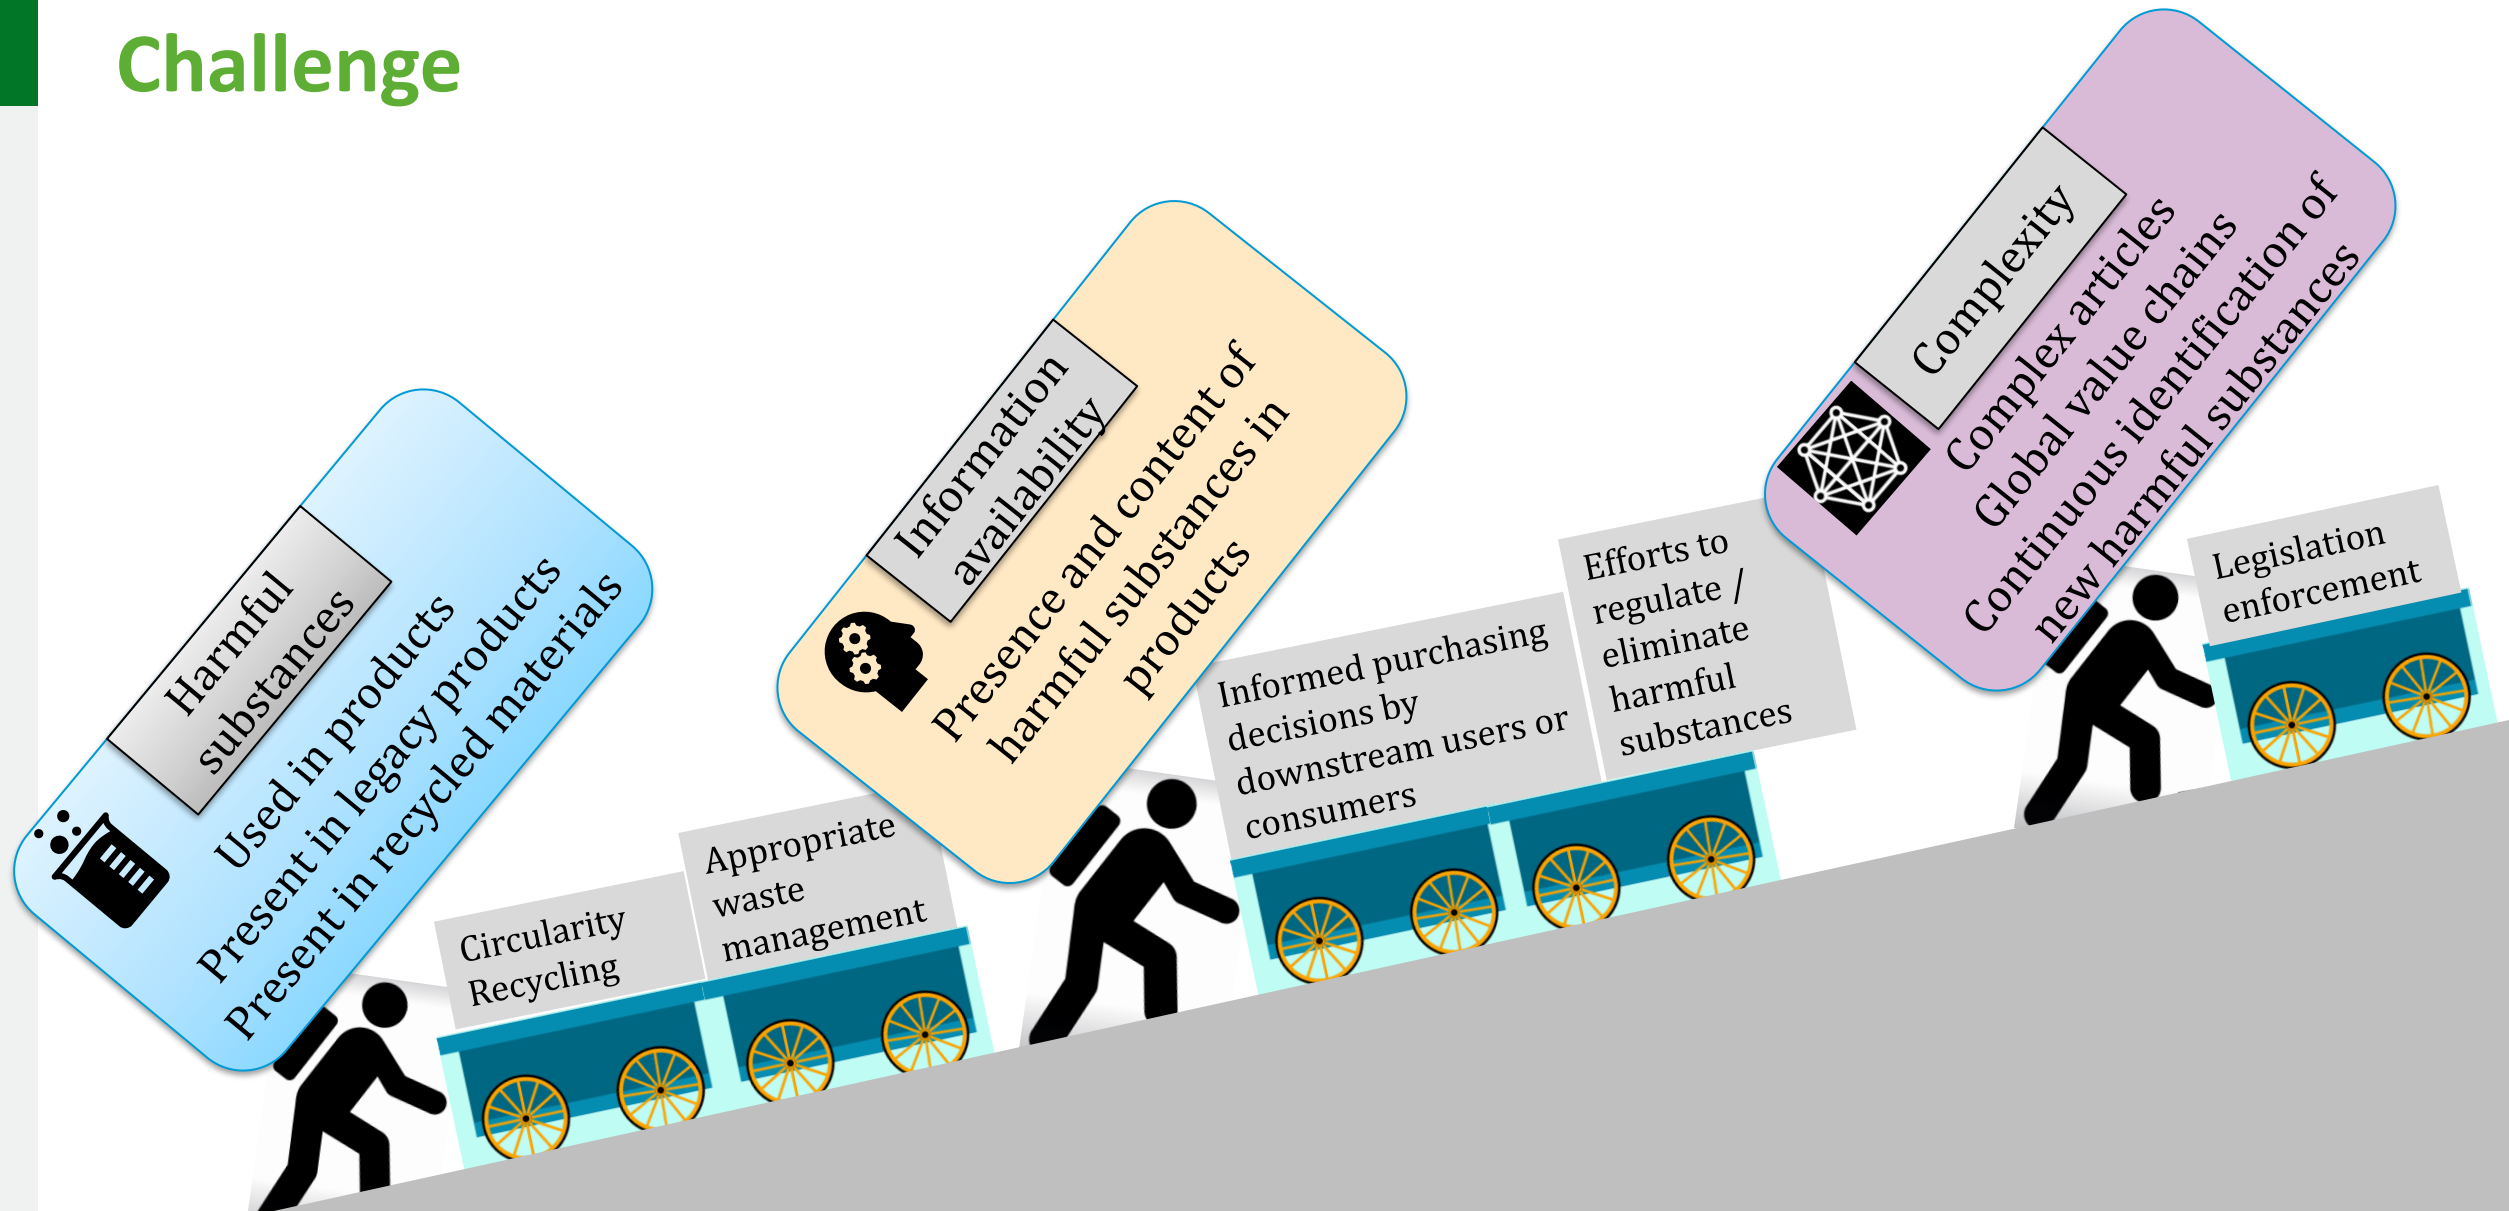 Challenge
Harmful
substances
Used in products
Present in legacy products
Present in recycled materials
Circularity
Recycling
Appropriate
waste
management
Information
availability
Presence and content of
harmful substances in
products
Informed purchasing
decisions by
downstream users or
consumers
Efforts to
regulate /
eliminate
harmful
substances
Complexity
Complex articles
Global value chains
Continuous identification of
new harmful substances
Legislation
enforcement